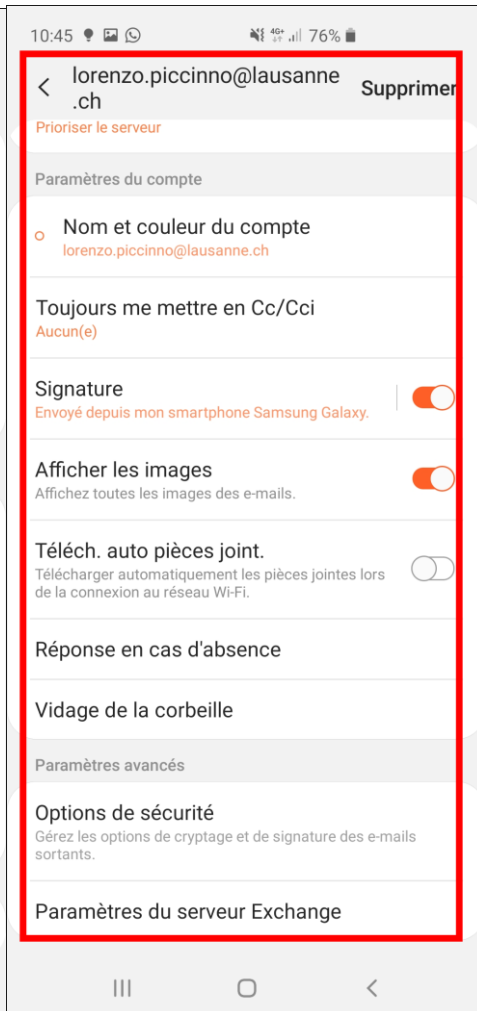 10:45 76%
4G+
lorenzo.piccinno@lausanne
.ch
Supprimer
Prioriser le serveur
Paramètres du compte
Nom et couleur du compte
lorenzo.piccinno@lausanne.ch
Toujours me mettre en Cc/Cci
Aucun(e)
Signature
Envoyé depuis mon smartphone Samsung Galaxy.
Afficher les images
Affichez toutes les images des e-mails.
Téléch. auto pièces joint.
Télécharger automatiquement les pièces jointes lors
de la connexion au réseau Wi-Fi.
Réponse en cas d'absence
Vidage de la corbeille
Paramètres avancés
Options de sécurité
Gérez les options de cryptage et de signature des e-mails
sortants.
Paramètres du serveur Exchange